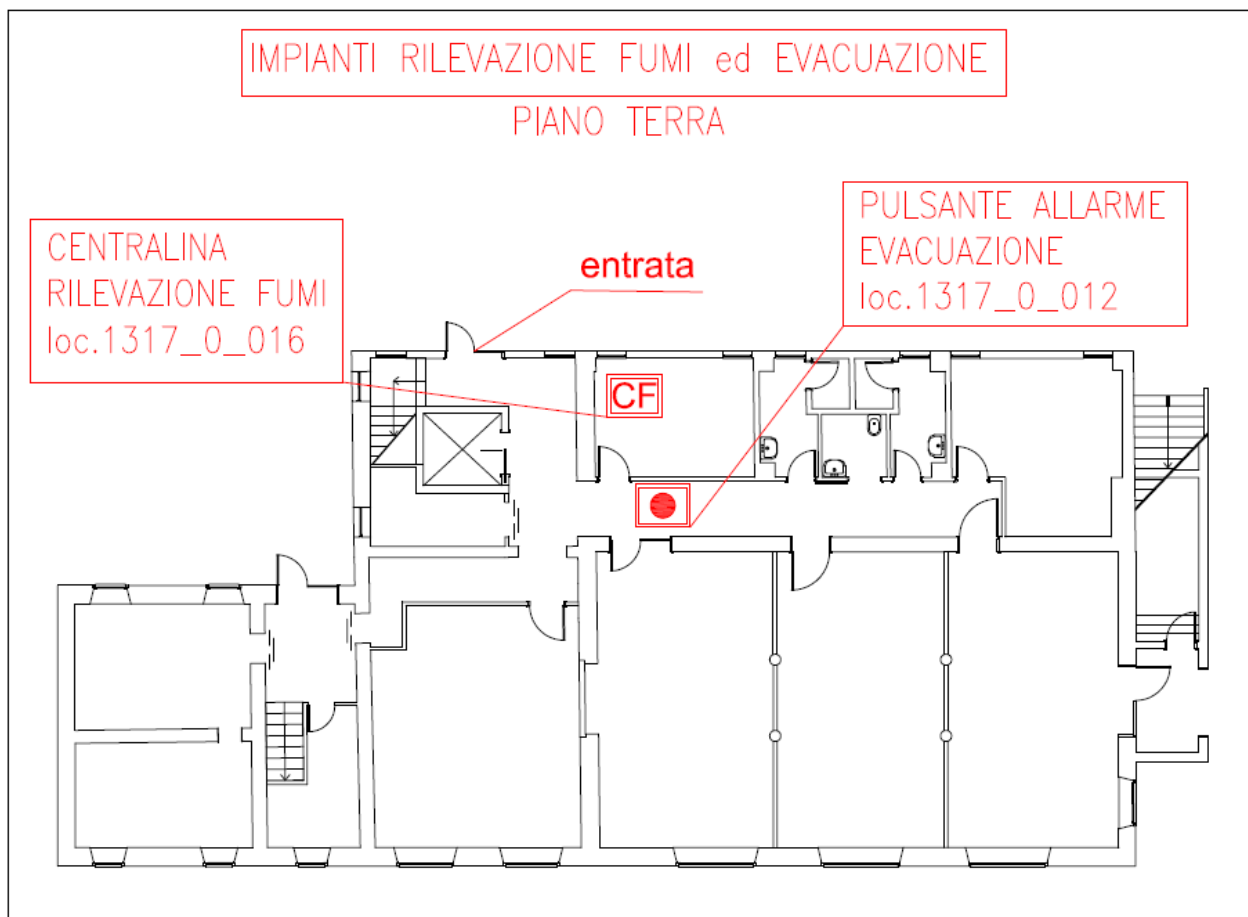 IMPIANTI RILEVAZIONE FUMI ed EVACUAZIONE
PIANO TERRA
CENTRALINA
RILEVAZIONE FUMI
loc.1317_0_016
entrata
PULSANTE ALLARME
EVACUAZIONE
loc.1317_0_012
CF